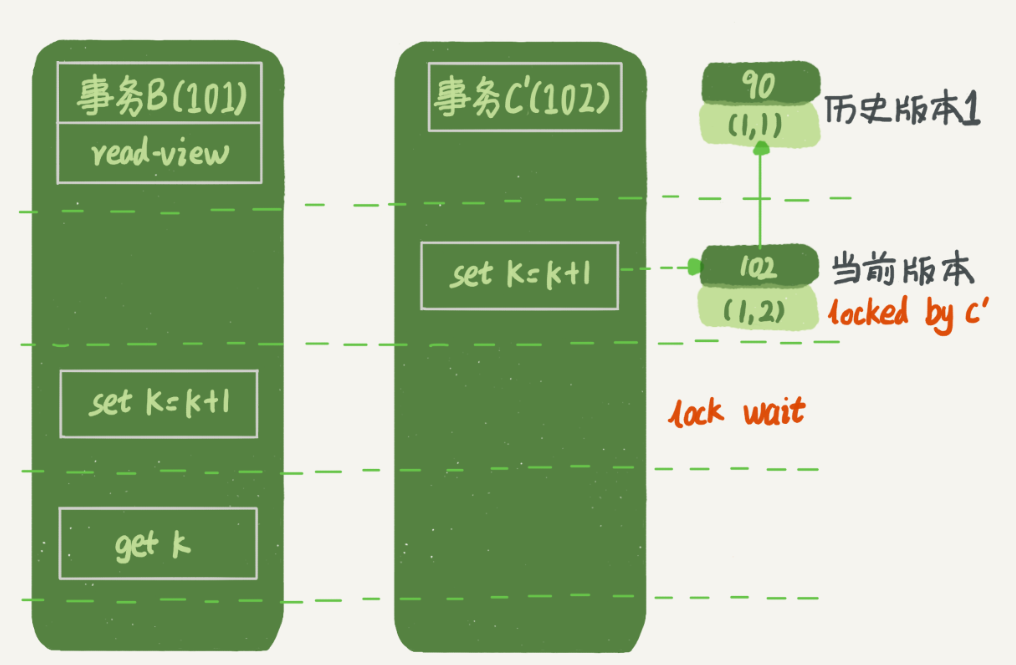 事务B(101)
read-view
set k=k+1
get k
事务C'(102)
set k=k+1
90
(1,1)
历史版本1
102
(1,2)
当前版本
locked by c'
lock wait